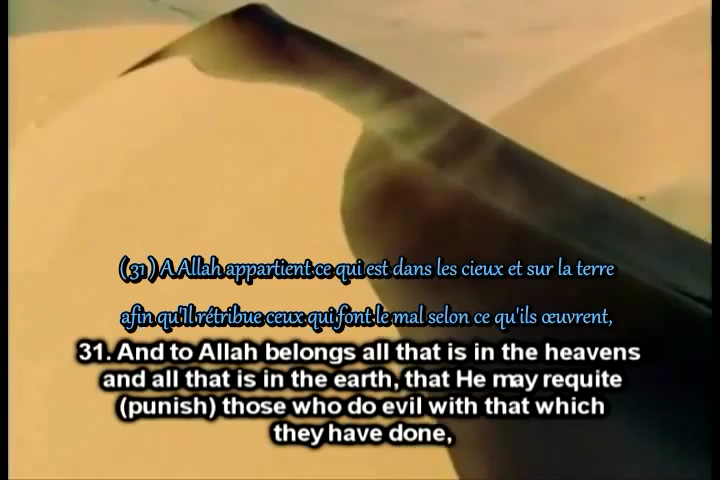 (31) A Allah appartient ce qui est dans les cieux et sur la terre
afin qu'Il rétribue ceux qui font le mal selon ce qu'ils œuvrent,
31. And to Allah belongs all that is in the heavens
and all that is in the earth, that He may requite
(punish) those who do evil with that which
they have done,